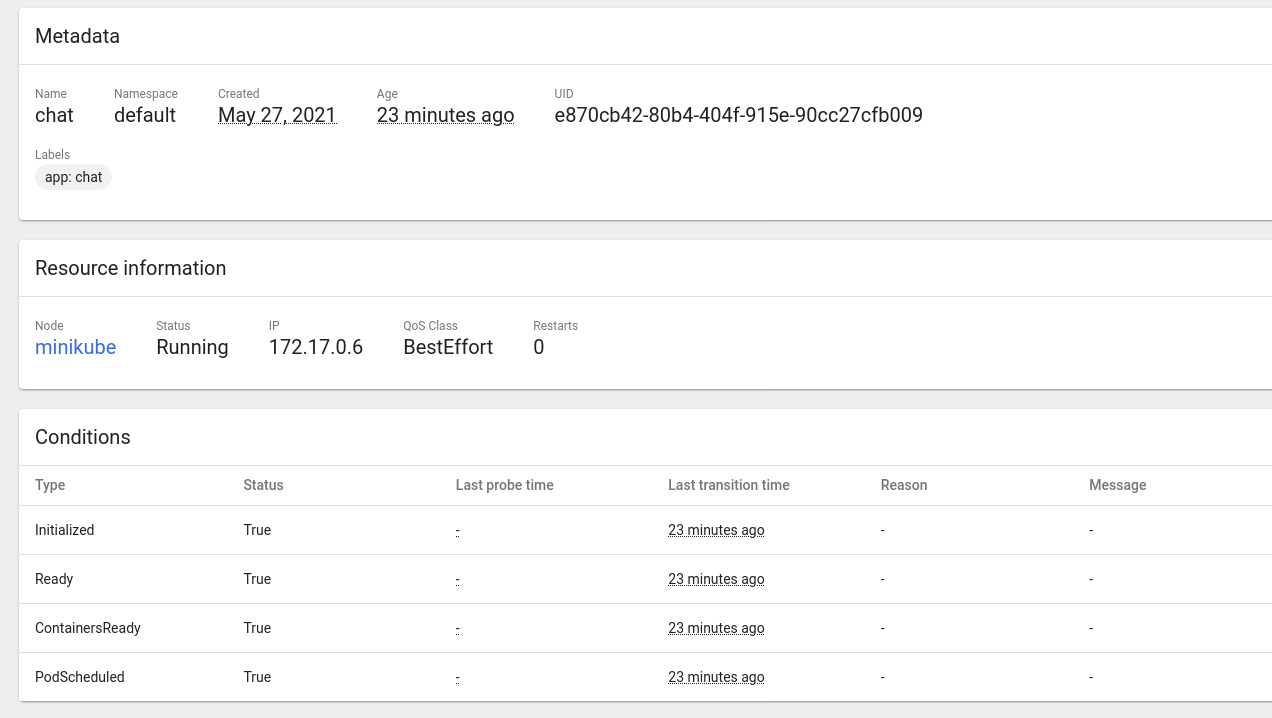 Metadata
Name Namespace Created Age UID
chat default May 27, 2021 23 minutes ago e870cb42-80b4-404f-915e-90cc27cfb009
Labels
app: chat
Resource information
Node Status IP QoS Class Restarts
minikube Running 172.17.0.6 BestEffort 0
Conditions
Type Status Last probe time Last transition time Reason Message
Initialized True - 23 minutes ago - -
Ready True - 23 minutes ago - -
ContainersReady True - 23 minutes ago - -
PodScheduled True - 23 minutes ago - -